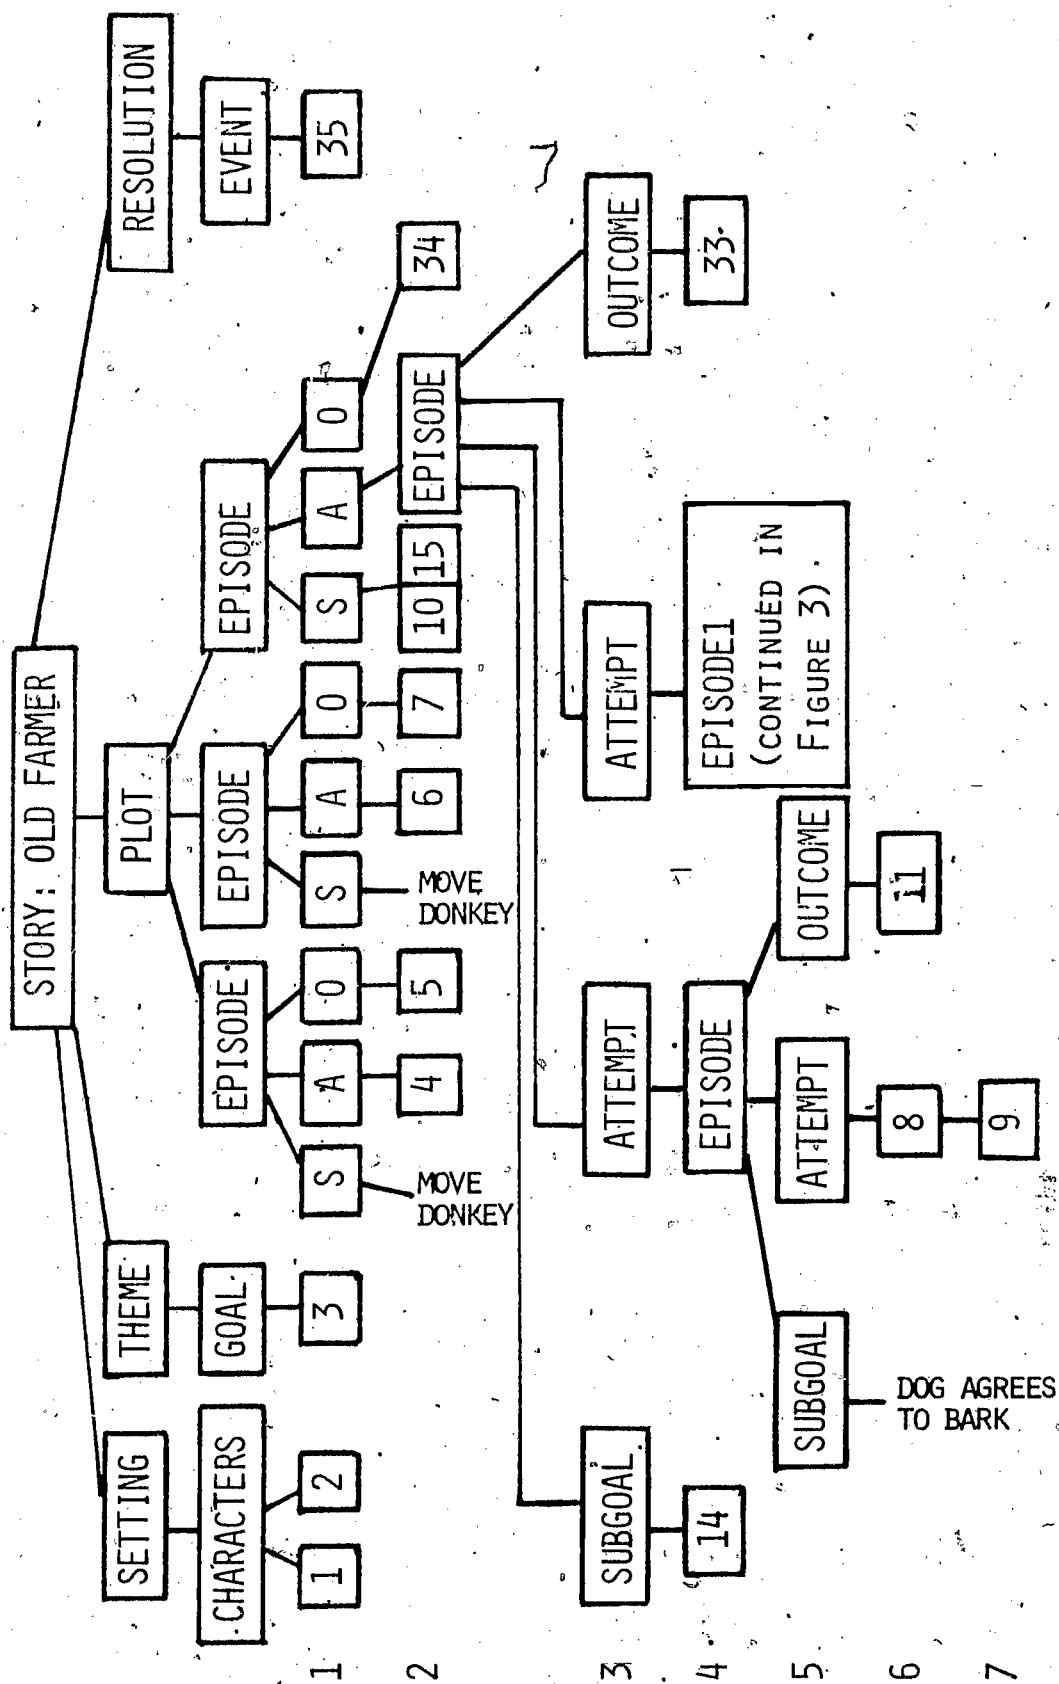 STORY: OLD FARMER
SETTING
THEME
PLOT
RESOLUTION
CHARACTERS
GOAL
EPISODE
EPISODE
EPISODE
EVENT
1
1
2
3
S
A
O
S
A
O
S
A
O
35
2
MOVE
DONKEY
4
5
MOVE
DONKEY
6
7
10
15
EPISODE
34
3
SUBGOAL
ATTEMPT
ATTEMPT
OUTCOME
4
14
EPISODE
EPISODE1
(CONTINUED IN
FIGURE 3).
33
5
SUBGOAL
ATTEMPT
OUTCOME
6
DOG AGREES
TO BARK
8
11
7
9